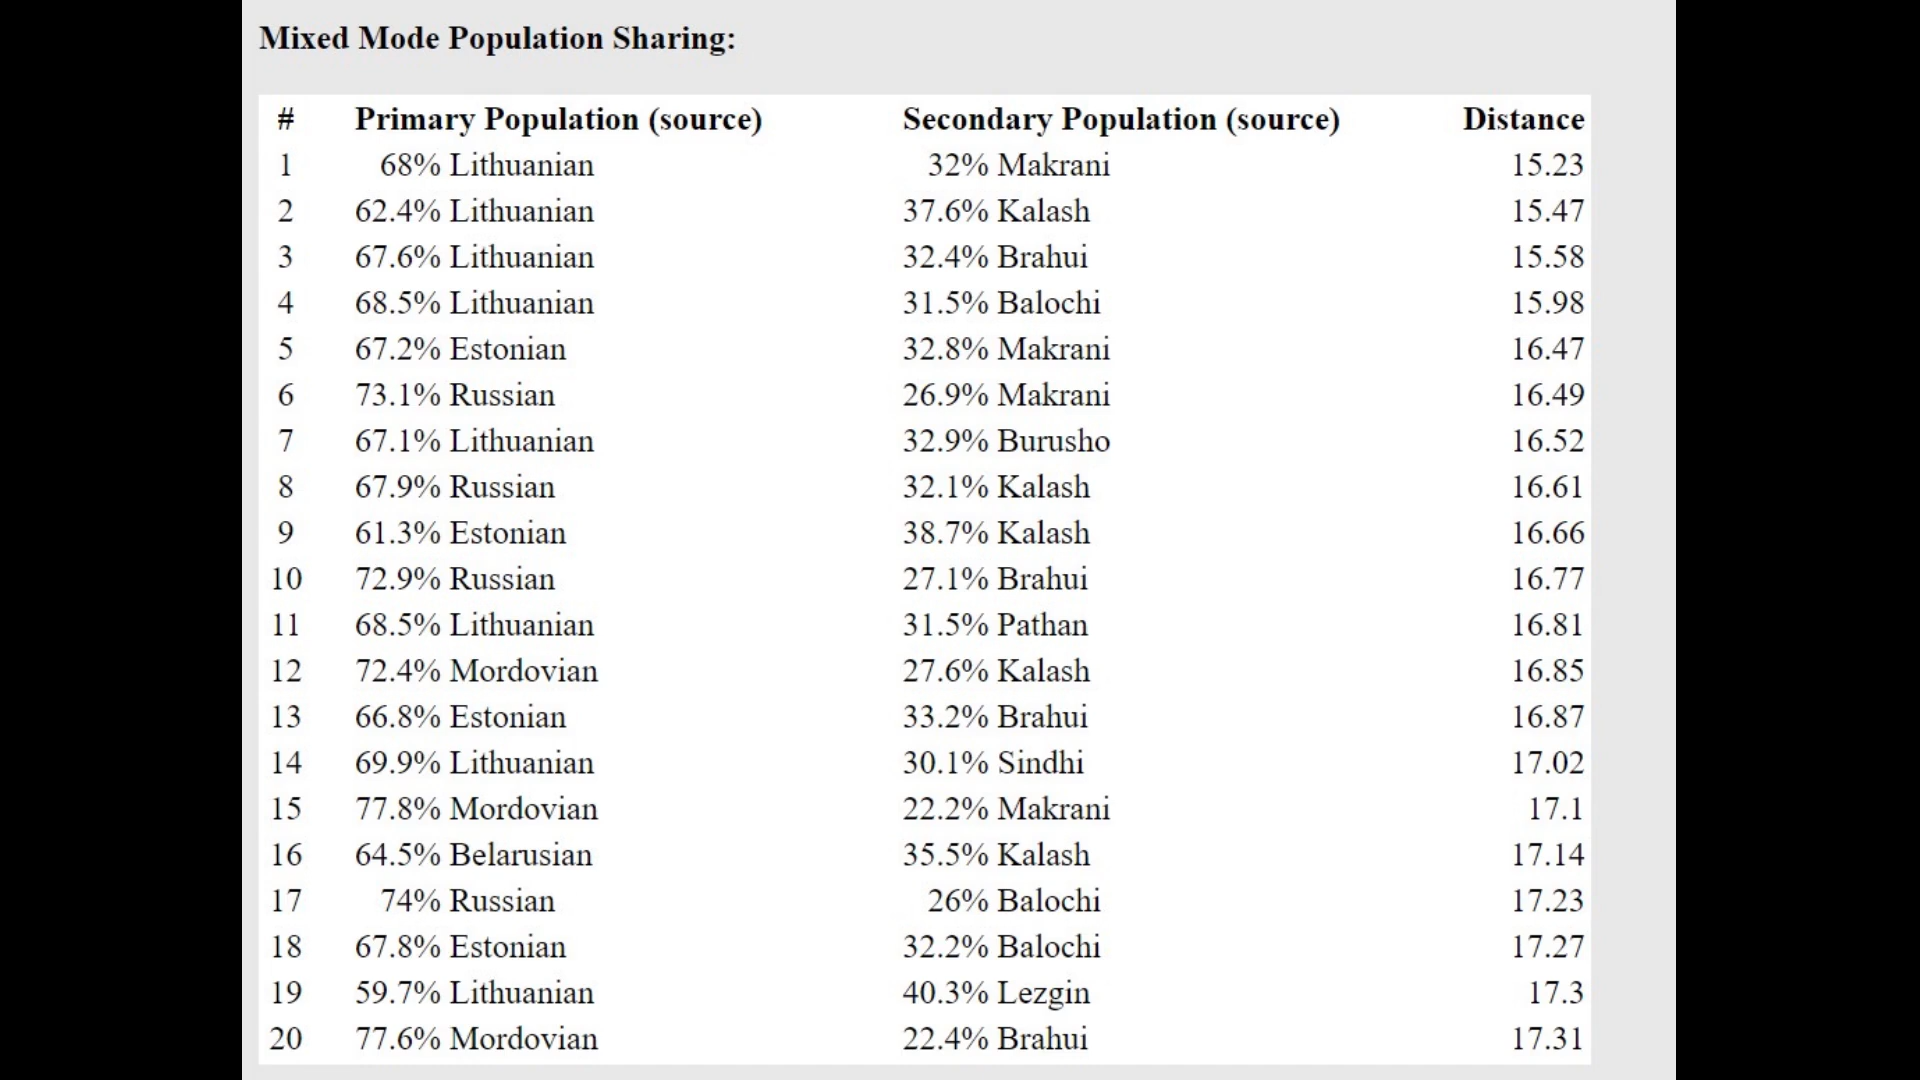 Mixed Mode Population Sharing:
# Primary Population (source) Secondary Population (source) Distance
1 68% Lithuanian 32% Makrani 15.23
2 62.4% Lithuanian 37.6% Kalash 15.47
3 67.6% Lithuanian 32.4% Brahui 15.58
4 68.5% Lithuanian 31.5% Balochi 15.98
5 67.2% Estonian 32.8% Makrani 16.47
6 73.1% Russian 26.9% Makrani 16.49
7 67.1% Lithuanian 32.9% Burusho 16.52
8 67.9% Russian 32.1% Kalash 16.61
9 61.3% Estonian 38.7% Kalash 16.66
10 72.9% Russian 27.1% Brahui 16.77
11 68.5% Lithuanian 31.5% Pathan 16.81
12 72.4% Mordovian 27.6% Kalash 16.85
13 66.8% Estonian 33.2% Brahui 16.87
14 69.9% Lithuanian 30.1% Sindhi 17.02
15 77.8% Mordovian 22.2% Makrani 17.1
16 64.5% Belarusian 35.5% Kalash 17.14
17 74% Russian 26% Balochi 17.23
18 67.8% Estonian 32.2% Balochi 17.27
19 59.7% Lithuanian 40.3% Lezgin 17.3
20 77.6% Mordovian 22.4% Brahui 17.31